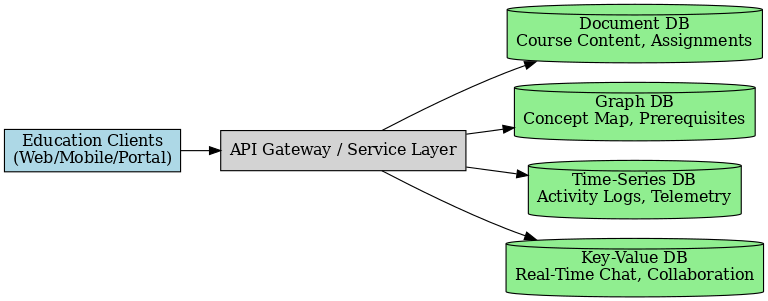 Education Clients
(Web/Mobile/Portal)
API Gateway / Service Layer
Document DB
Course Content, Assignments
Graph DB
Concept Map, Prerequisites
Time-Series DB
Activity Logs, Telemetry
Key-Value DB
Real-Time Chat, Collaboration